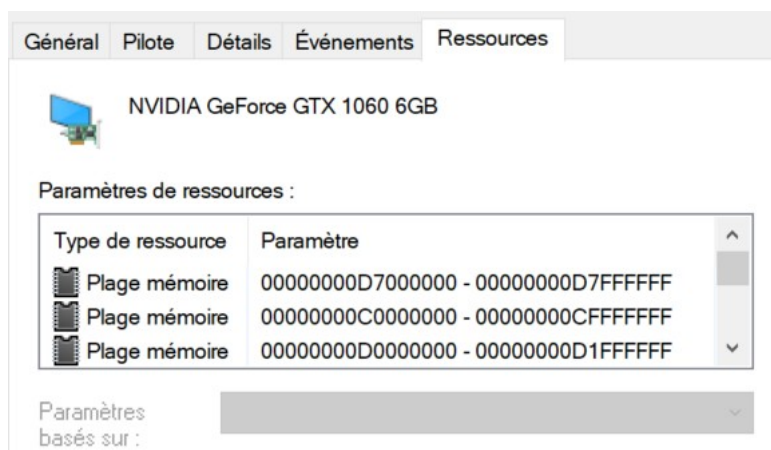 Général Pilote Détails Événements Ressources
NVIDIA GeForce GTX 1060 6GB
Paramètres de ressources :
Type de ressource Paramètre
Plage mémoire 00000000D7000000 - 00000000D7FFFFFF
Plage mémoire 00000000C0000000 - 00000000CFFFFFFF
Plage mémoire 00000000D0000000 - 00000000D1FFFFFF
Paramètres
basés sur :